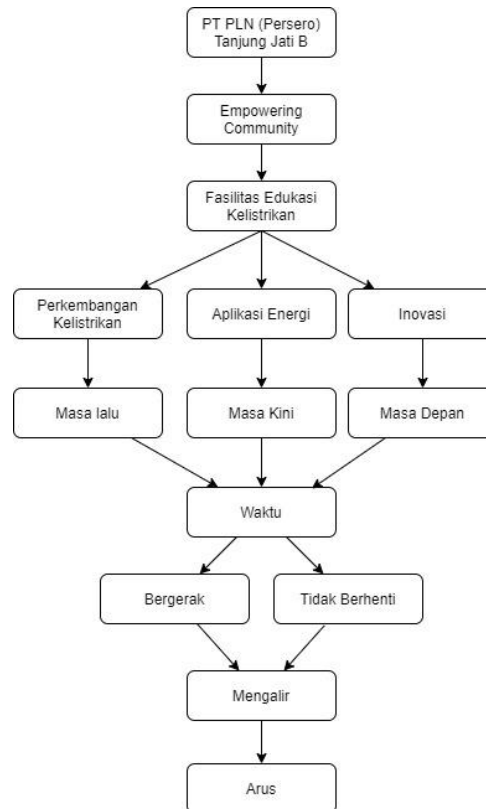 PT PLN (Persero)
Tanjung Jati B
Empowering
Community
Fasilitas Edukasi
Kelistrikan
Perkembangan
Kelistrikan
Aplikasi Energi
Inovasi
Masa lalu
Masa Kini
Masa Depan
Waktu
Bergerak
Tidak Berhenti
Mengalir
Arus